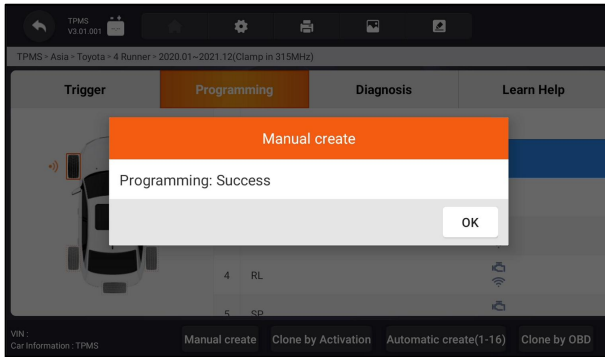 TPMS
V3.01.001
TPMS > Asia > Toyota > 4 Runner > 2020.01~2021.12(Clamp in 315MHz)
Trigger Programming Diagnosis Learn Help
Manual create
Programming: Success
OK
4 RL
5 SP
VIN :
Car Information : TPMS
Manual create Clone by Activation Automatic create(1-16) Clone by OBD